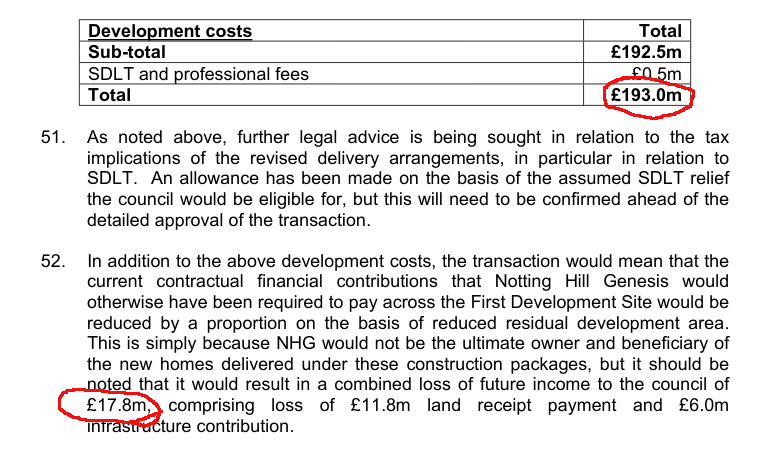 Development costs Total
Sub-total £192.5m
SDLT and professional fees £0.5m
Total £193.0m
51. As noted above, further legal advice is being sought in relation to the tax
implications of the revised delivery arrangements, in particular in relation to
SDLT. An allowance has been made on the basis of the assumed SDLT relief
the council would be eligible for, but this will need to be confirmed ahead of the
detailed approval of the transaction.
52. In addition to the above development costs, the transaction would mean that the
current contractual financial contributions that Notting Hill Genesis would
otherwise have been required to pay across the First Development Site would be
reduced by a proportion on the basis of reduced residual development area.
This is simply because NHG would not be the ultimate owner and beneficiary of
the new homes delivered under these construction packages, but it should be
noted that it would result in a combined loss of future income to the council of
£17.8m, comprising loss of £11.8m land receipt payment and £6.0m
infrastructure contribution.